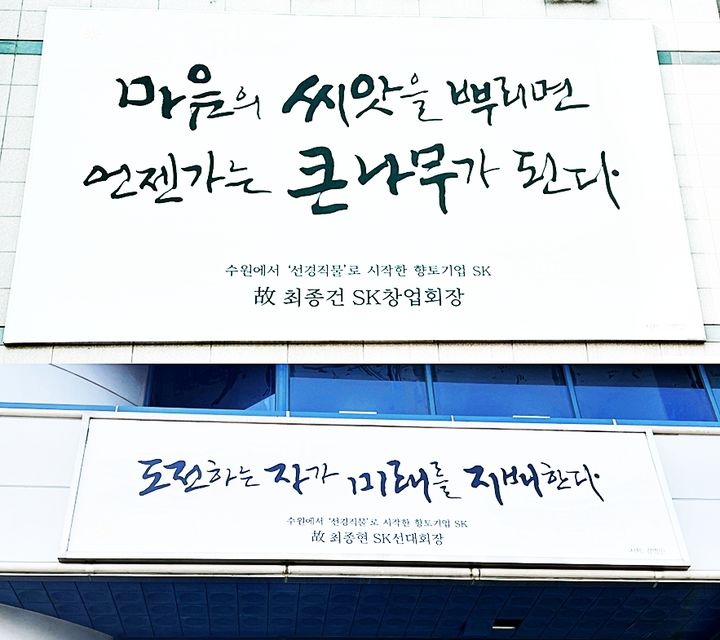 마음의 씨앗을 뿌리면
언젠가는 큰나무가 된다.
수원에서 '선경직물'로 시작한 향토기업 SK
故 최종건 SK창업회장
도전하는 자가 미래를 지배한다.
수원에서 '선경직물'로 시작한 향토기업 SK
故 최종현 SK선대회장